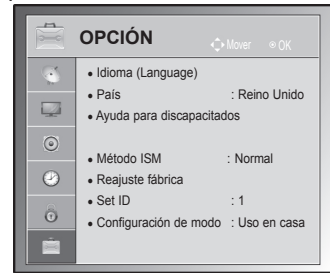 OPCIÓN
Mover OK
• Idioma (Language)
• País : Reino Unido
• Ayuda para discapacitados
• Método ISM : Normal
• Reajuste fábrica
• Set ID : 1
• Configuración de modo : Uso en casa